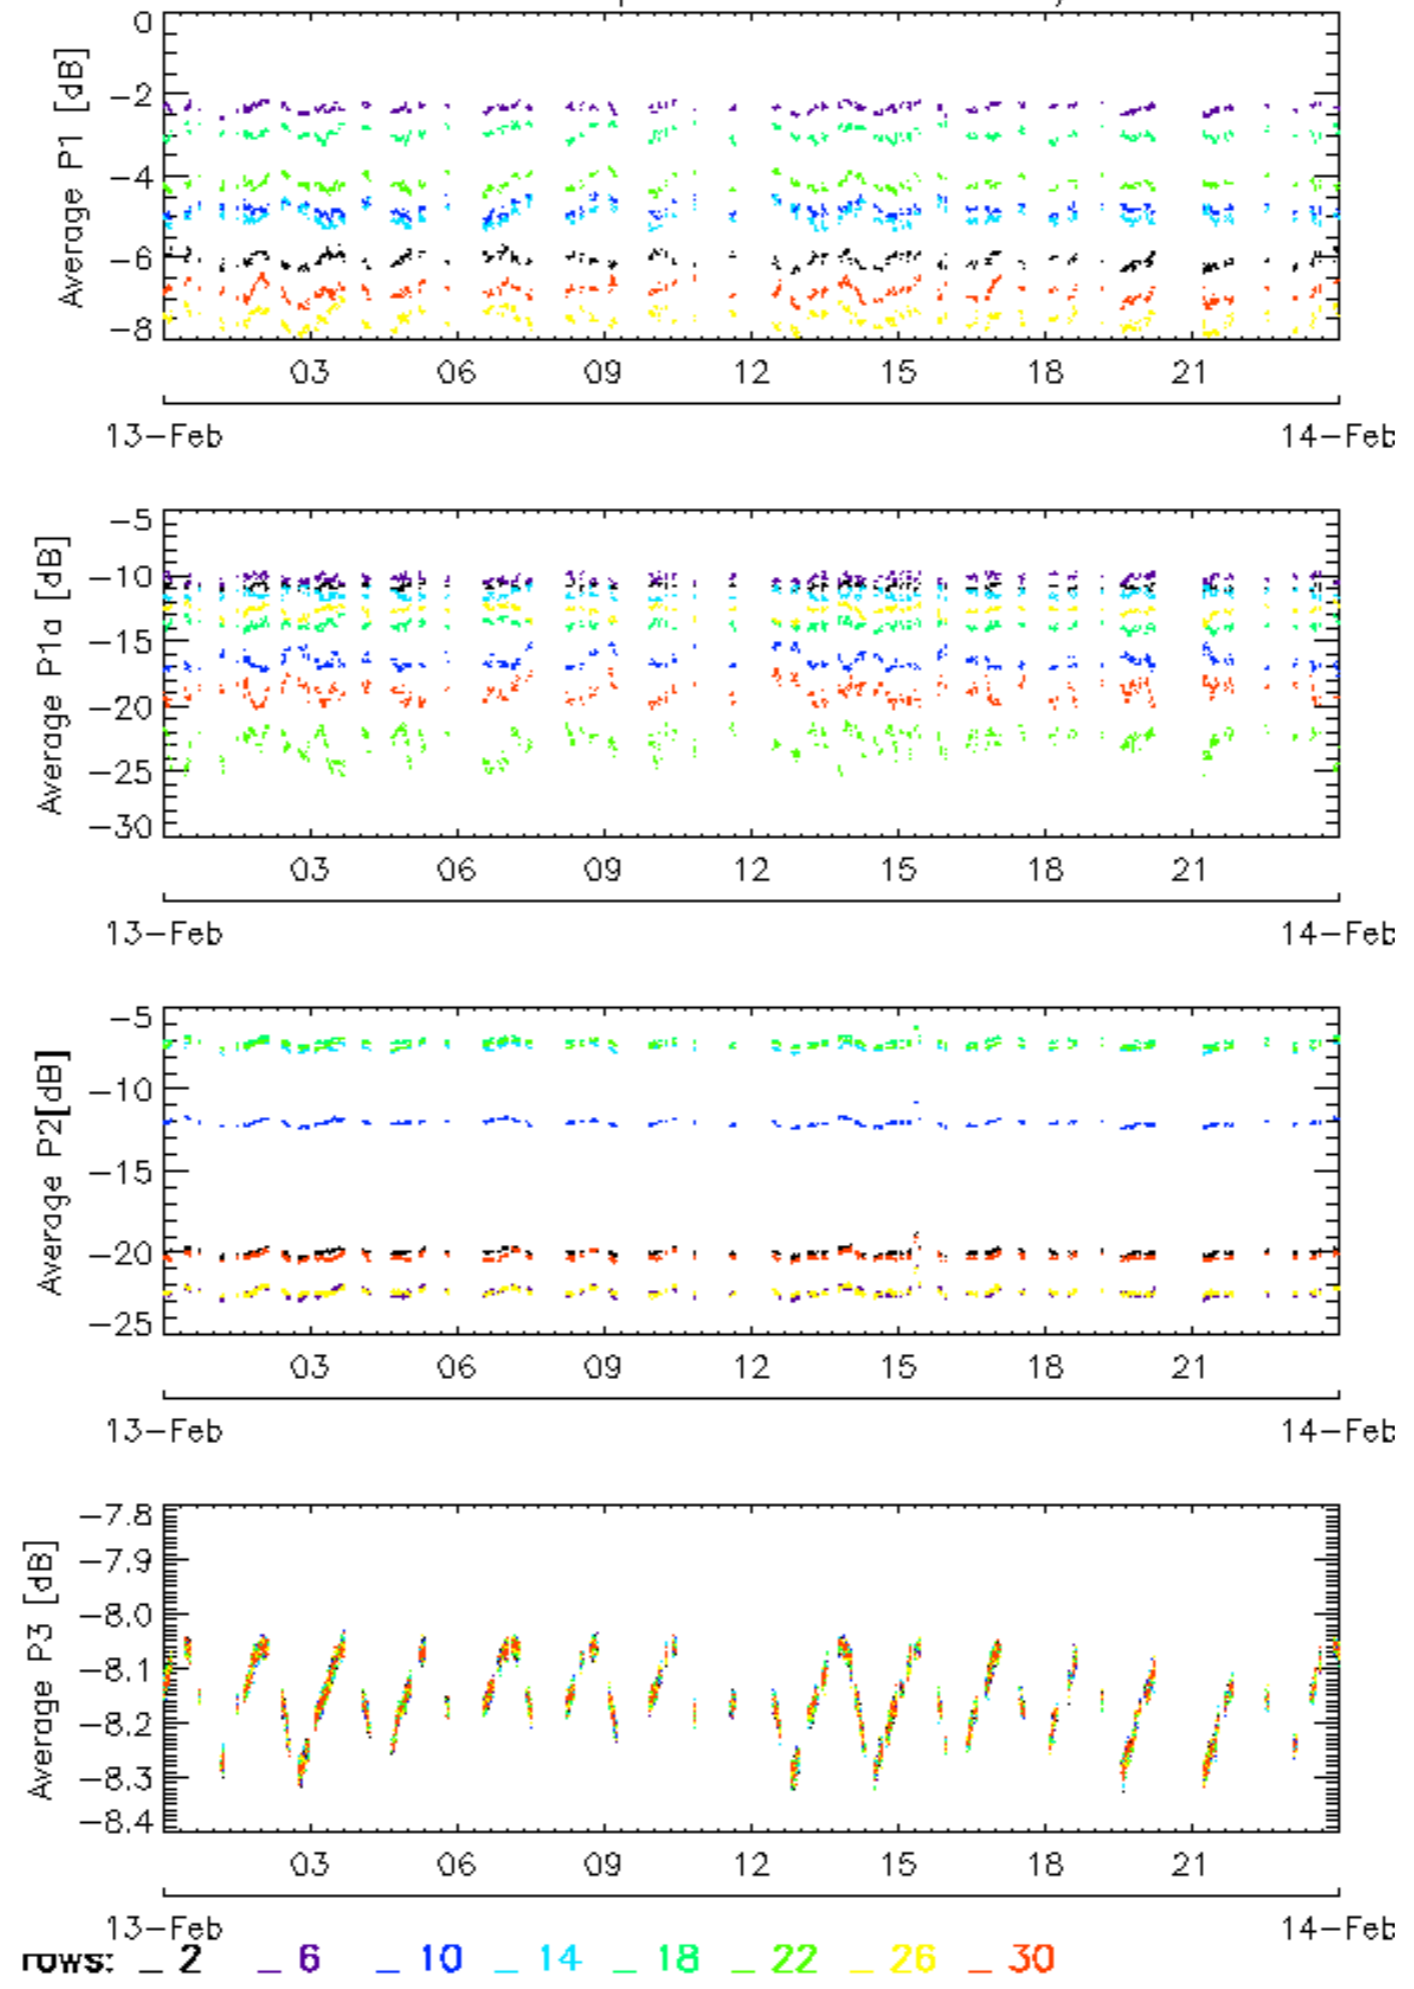 0
−2
−4
−6
−8
Average P1 [dB]
03 06 09 12 15 18 21
13−Feb 14−Feb
−5
−10
−15
−20
−25
−30
Average P1a [dB]
03 06 09 12 15 18 21
13−Feb 14−Feb
−5
−10
−15
−20
−25
Average P2[dB]
03 06 09 12 15 18 21
13−Feb 14−Feb
−7.8
−7.9
−8.0
−8.1
−8.2
−8.3
−8.4
Average P3 [dB]
03 06 09 12 15 18 21
13−Feb 14−Feb
rows: _ 2 _ 6 _ 10 _ 14 _ 18 _ 22 _ 26 _ 30